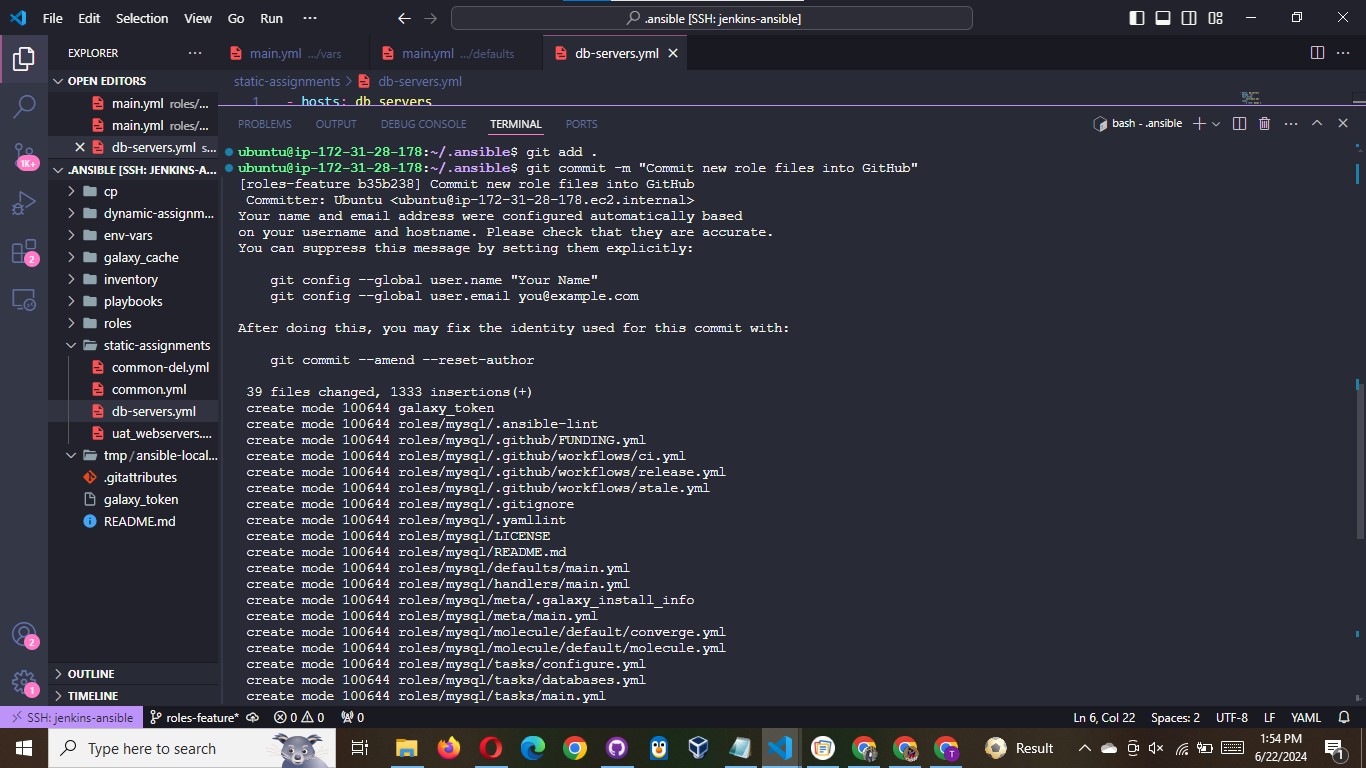 File Edit Selection View Go Run ··· .ansible [SSH: jenkins-ansible]
EXPLORER ···
main.yml .../vars main.yml .../defaults db-servers.yml
OPEN EDITORS
static-assignments > db-servers.yml
main.yml roles/...
main.yml roles/...
db-servers.yml s...
1 - hosts: db_servers
.ANSIBLE [SSH: JENKINS-A...
cp
dynamic-assignm...
env-vars
galaxy_cache
inventory
playbooks
roles
static-assignments
common-del.yml
common.yml
db-servers.yml
uat_webservers....
tmp / ansible-local...
.gitattributes
galaxy_token
README.md
OUTLINE
TIMELINE
1K+
2
2
1
PROBLEMS OUTPUT DEBUG CONSOLE TERMINAL PORTS bash - .ansible
ubuntu@ip-172-31-28-178:~/.ansible$ git add .
ubuntu@ip-172-31-28-178:~/.ansible$ git commit -m "Commit new role files into GitHub"
[roles-feature b35b238] Commit new role files into GitHub
Committer: Ubuntu <ubuntu@ip-172-31-28-178.ec2.internal>
Your name and email address were configured automatically based
on your username and hostname. Please check that they are accurate.
You can suppress this message by setting them explicitly:
git config --global user.name "Your Name"
git config --global user.email you@example.com
After doing this, you may fix the identity used for this commit with:
git commit --amend --reset-author
39 files changed, 1333 insertions(+)
create mode 100644 galaxy_token
create mode 100644 roles/mysql/.ansible-lint
create mode 100644 roles/mysql/.github/FUNDING.yml
create mode 100644 roles/mysql/.github/workflows/ci.yml
create mode 100644 roles/mysql/.github/workflows/release.yml
create mode 100644 roles/mysql/.github/workflows/stale.yml
create mode 100644 roles/mysql/.gitignore
create mode 100644 roles/mysql/.yamllint
create mode 100644 roles/mysql/LICENSE
create mode 100644 roles/mysql/README.md
create mode 100644 roles/mysql/defaults/main.yml
create mode 100644 roles/mysql/handlers/main.yml
create mode 100644 roles/mysql/meta/.galaxy_install_info
create mode 100644 roles/mysql/meta/main.yml
create mode 100644 roles/mysql/molecule/default/converge.yml
create mode 100644 roles/mysql/molecule/default/molecule.yml
create mode 100644 roles/mysql/tasks/configure.yml
create mode 100644 roles/mysql/tasks/databases.yml
create mode 100644 roles/mysql/tasks/main.yml
SSH: jenkins-ansible roles-feature* 0 0 0 Ln 6, Col 22 Spaces: 2 UTF-8 LF YAML
Type here to search Result 1:54 PM
6/22/2024 1